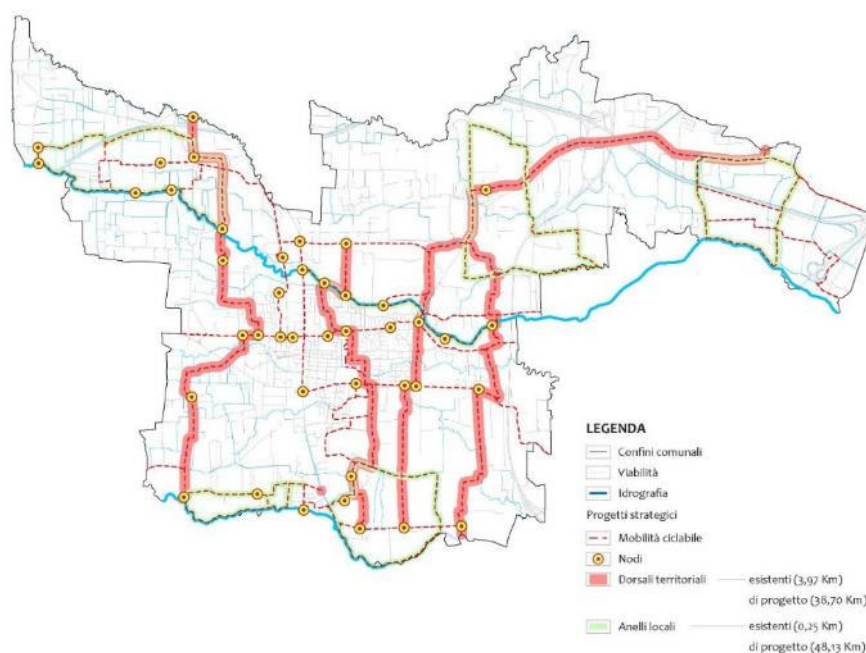 LEGENDA
Confini comunali
Viabilità
Idrografia
Progetti strategici
Mobilità ciclabile
Nodi
Dorsali territoriali esistenti (3,97 Km)
di progetto (38,70 Km)
Anelli locali esistenti (0,25 Km)
di progetto (48,13 Km)